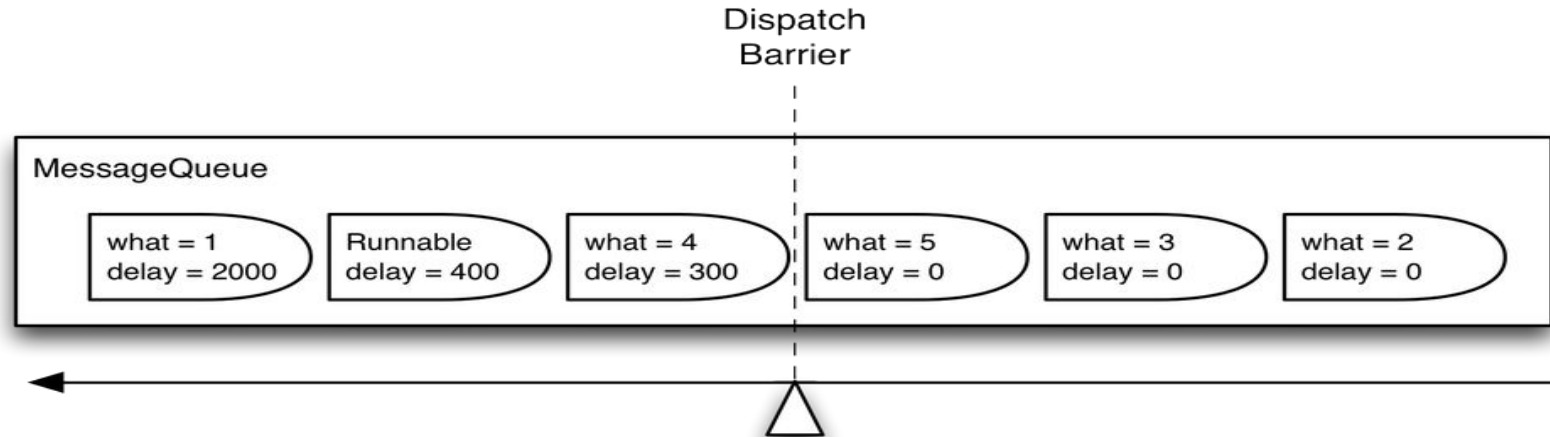 Dispatch
Barrier
MessageQueue
what = 1
delay = 2000
Runnable
delay = 400
what = 4
delay = 300
what = 5
delay = 0
what = 3
delay = 0
what = 2
delay = 0